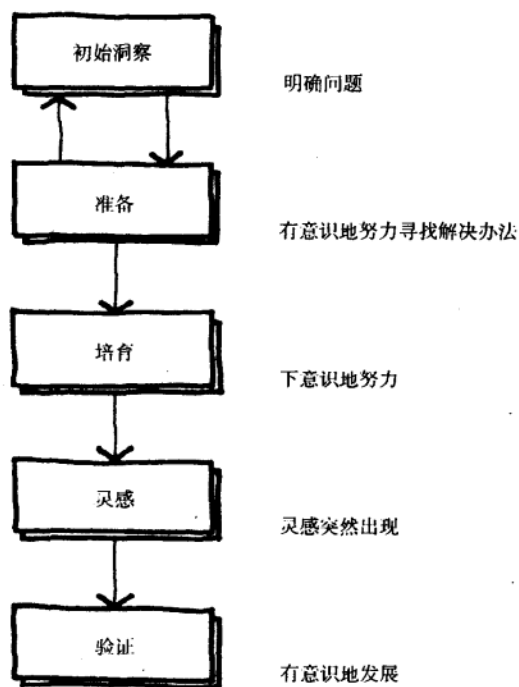 初始洞察
明确问题
准备
有意识地努力寻找解决办法
培育
下意识地努力
灵感
灵感突然出现
验证
有意识地发展